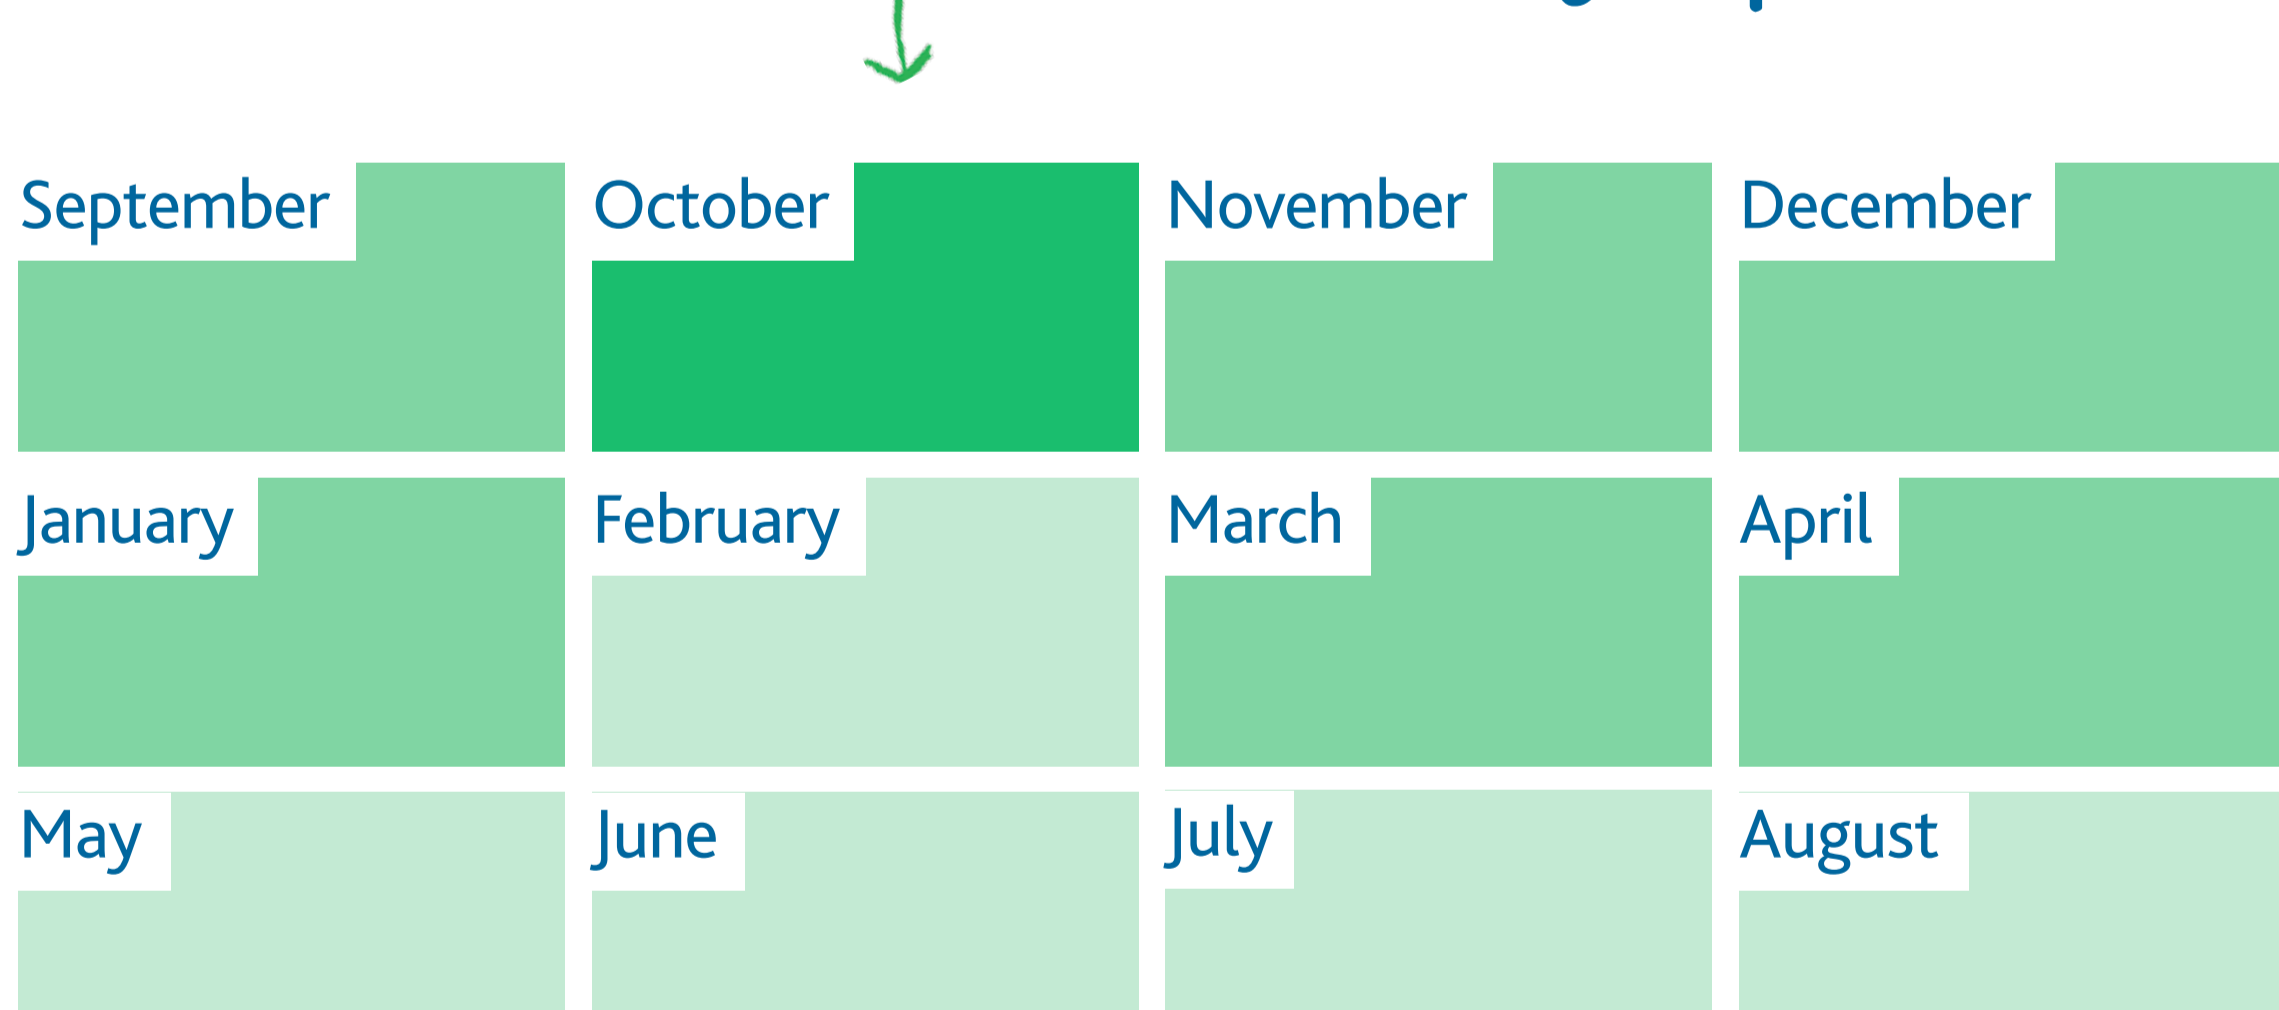 September October November December
January February March April
May June July August